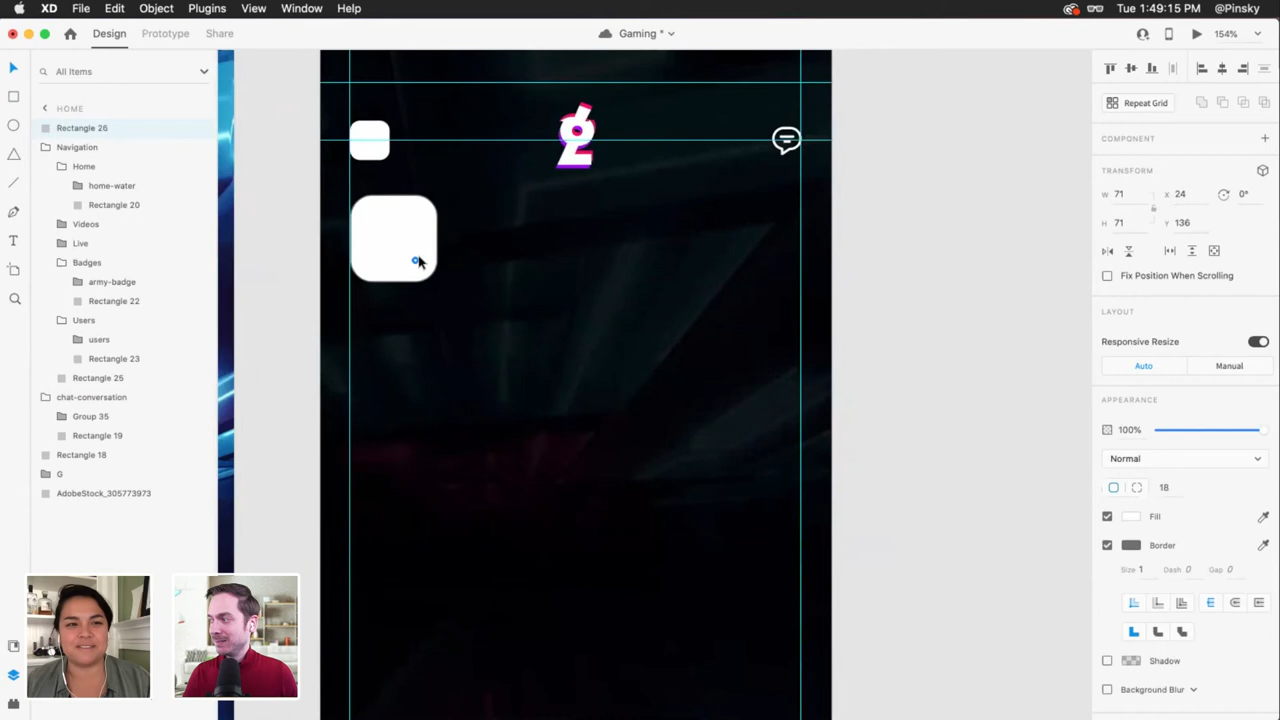 XD File Edit Object Plugins View Window Help Tue 1:49:15 PM @Pinsky
Design Prototype Share Gaming * 154%
All Items
HOME
Rectangle 26
Navigation
Home
home-water
Rectangle 20
Videos
Live
Badges
army-badge
Rectangle 22
Users
users
Rectangle 23
Rectangle 25
chat-conversation
Group 35
Rectangle 19
Rectangle 18
G
AdobeStock_305773973
Repeat Grid
COMPONENT
TRANSFORM
W 71 X 24 0°
H 71 Y 136
Fix Position When Scrolling
LAYOUT
Responsive Resize
Auto Manual
APPEARANCE
100%
Normal
18
Fill
Border
Size 1 Dash 0 Gap 0
Shadow
Background Blur